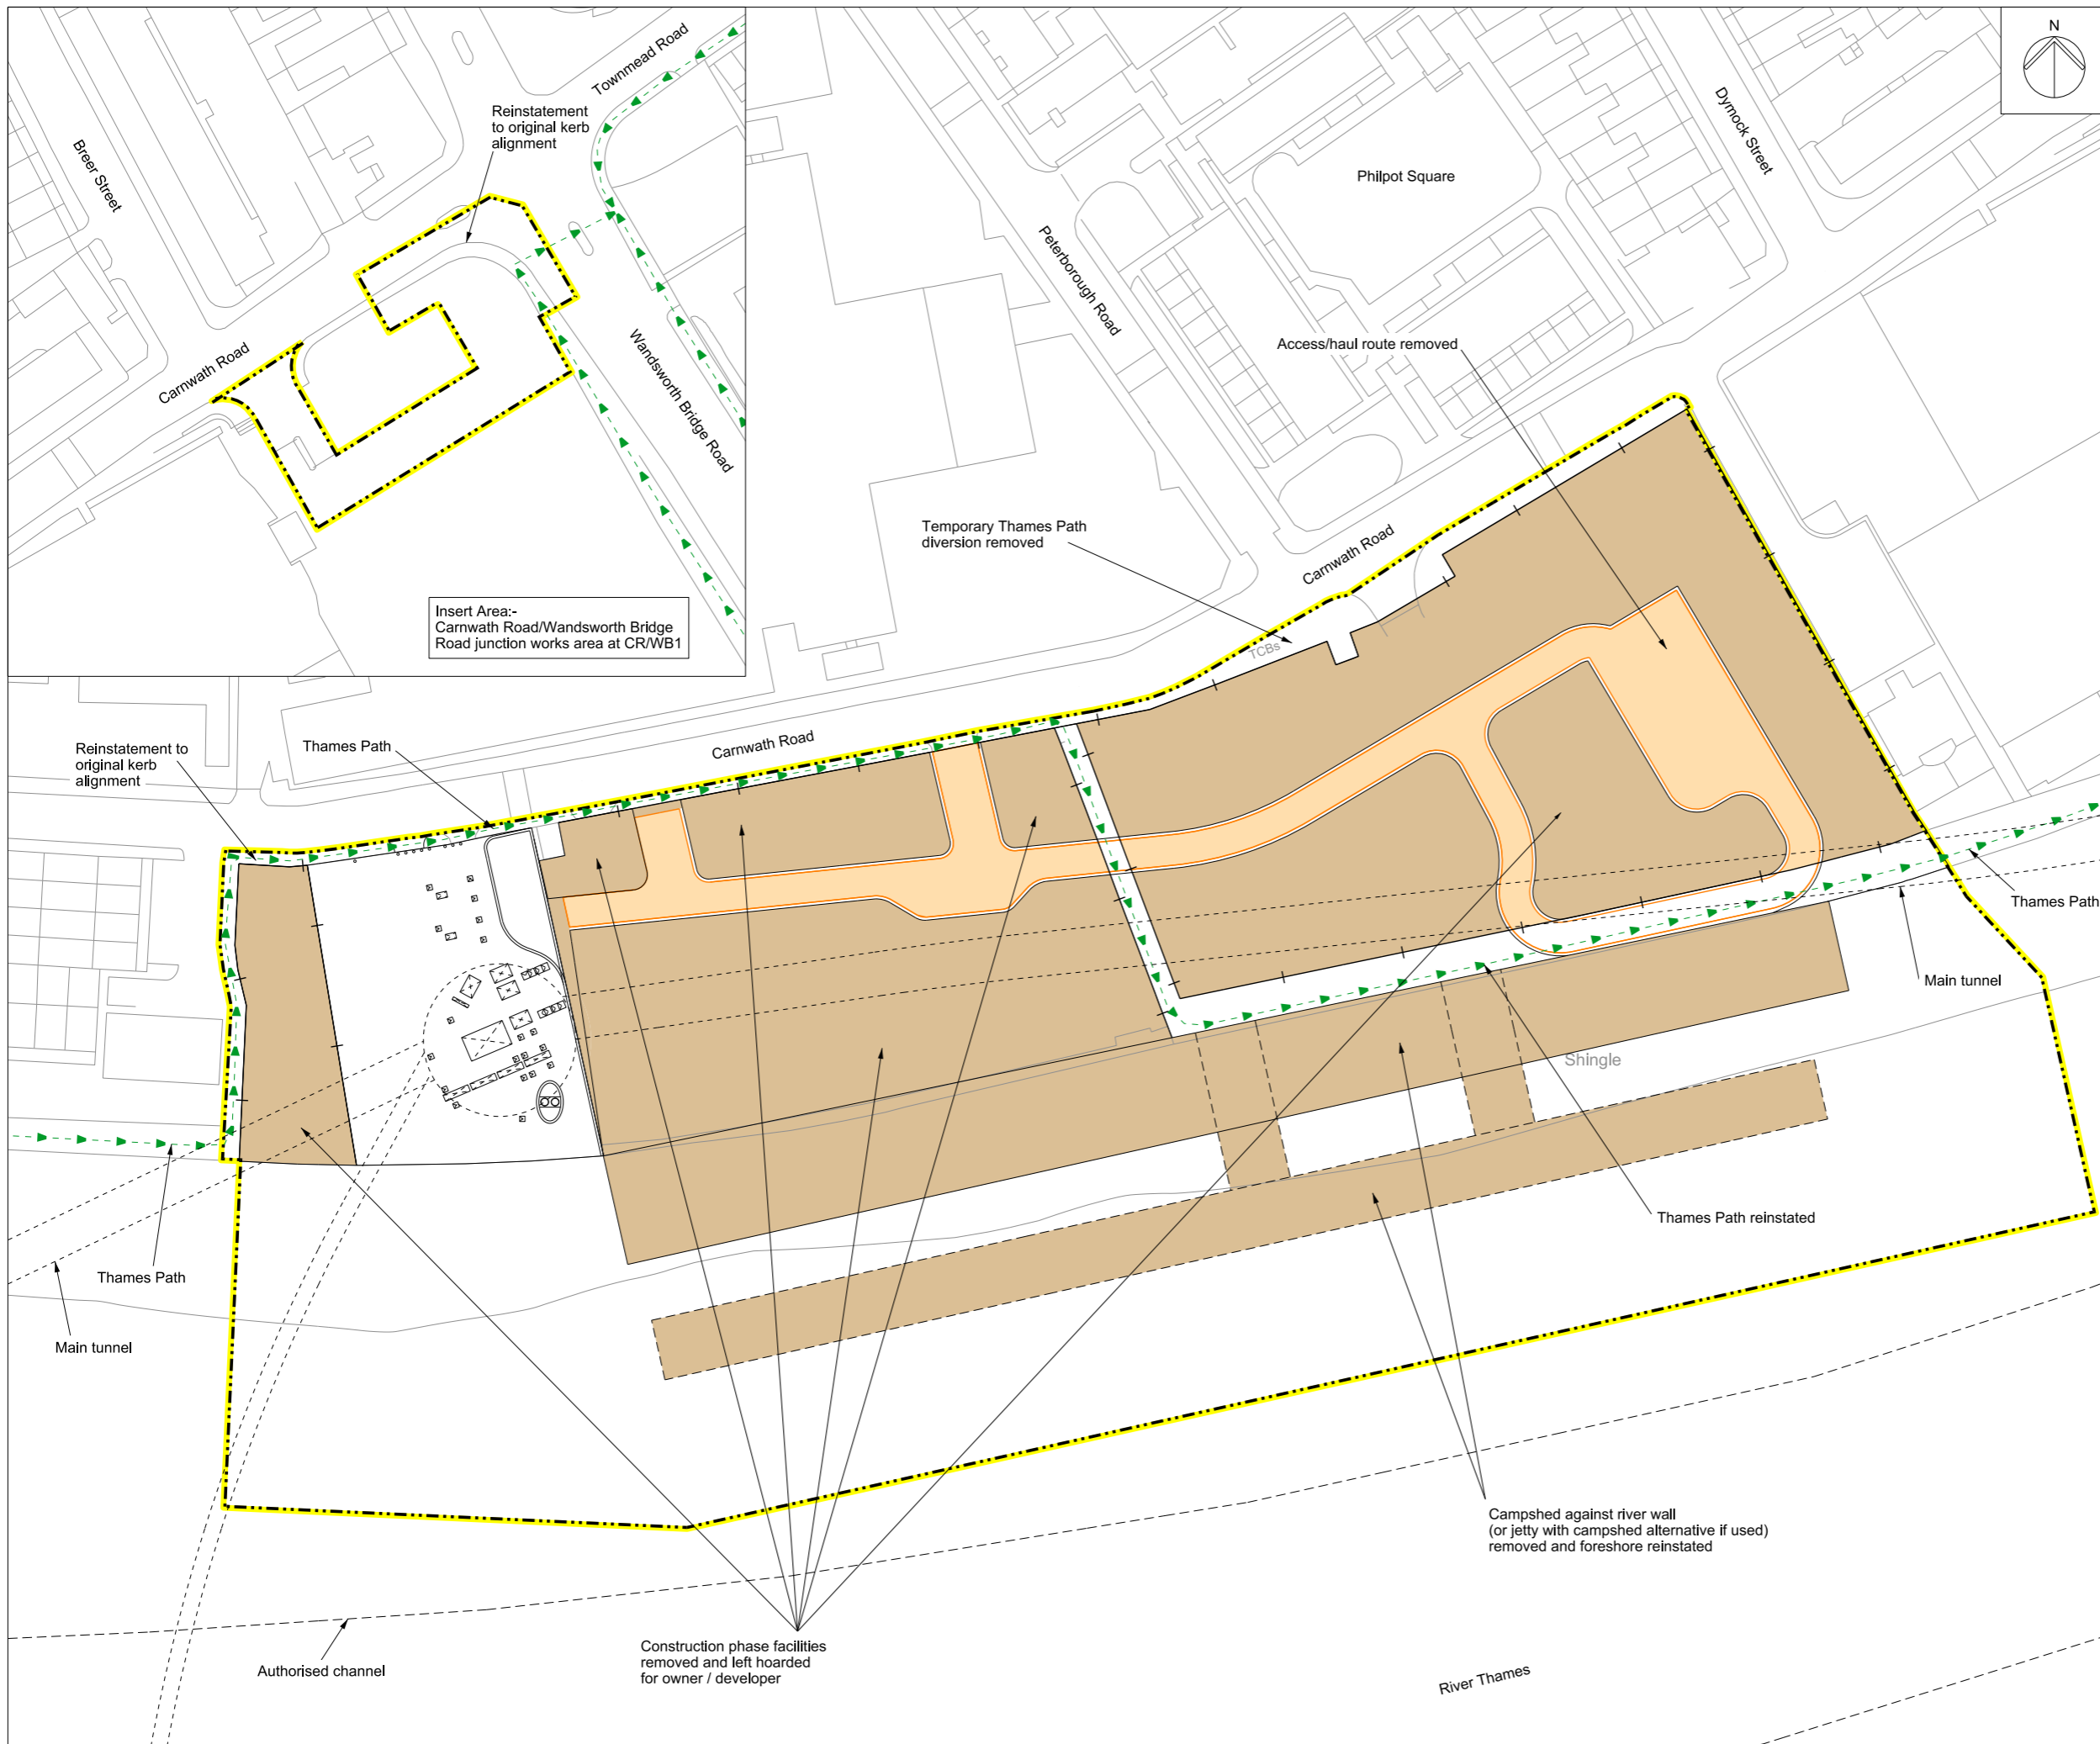 N
Townmead Road
Reinstatement
to original kerb
alignment
Breer Street
Dymock Street
Philpot Square
Peterborough Road
Carnwath Road
Wandsworth Bridge Road
Access/haul route removed
Temporary Thames Path
diversion removed
Carnwath Road
Insert Area:-
Carnwath Road/Wandsworth Bridge
Road junction works area at CR/WB1
TCBs
Reinstatement to
original kerb
alignment
Thames Path
Carnwath Road
Thames Path
Main tunnel
Shingle
Thames Path reinstated
Thames Path
Main tunnel
Campshed against river wall
(or jetty with campshed alternative if used)
removed and foreshore reinstated
Construction phase facilities
removed and left hoarded
for owner / developer
Authorised channel
River Thames